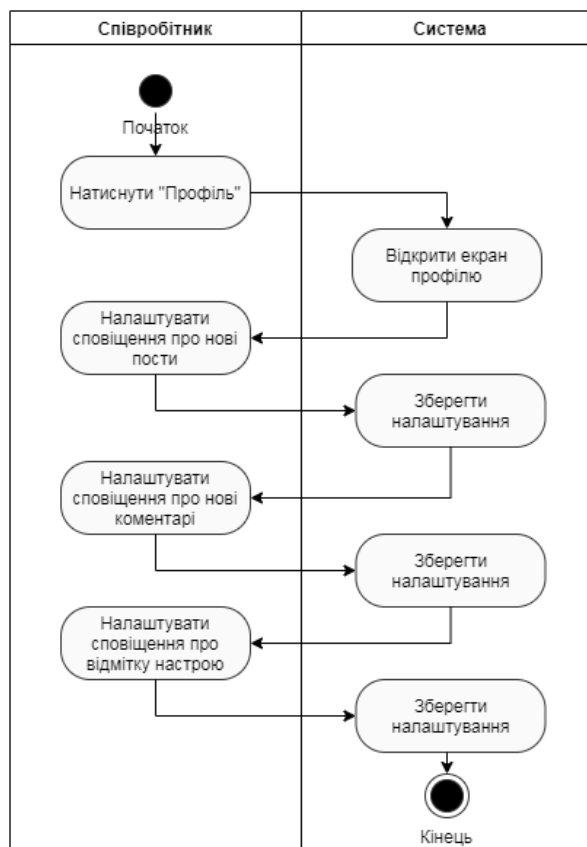 Співробітник
Система
Початок
Натиснути "Профіль"
Відкрити екран
профілю
Налаштувати
сповіщення про нові
пости
Зберегти
налаштування
Налаштувати
сповіщення про нові
коментарі
Зберегти
налаштування
Налаштувати
сповіщення про
відмітку настрою
Зберегти
налаштування
Кінець